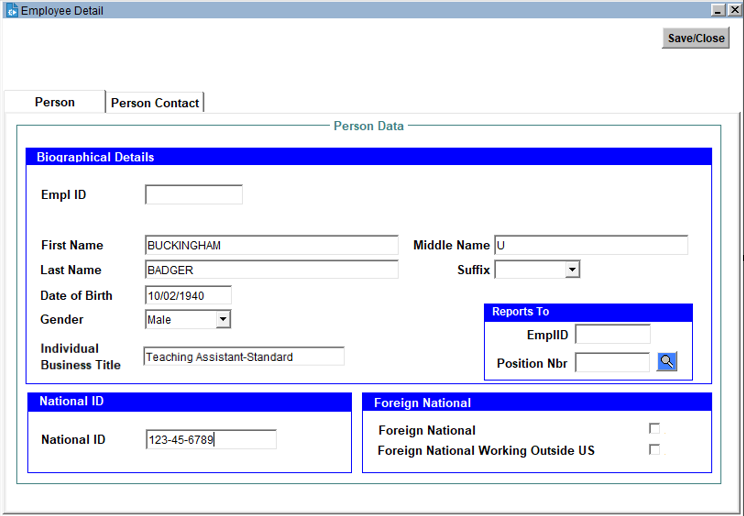 Employee Detail
Save/Close
Person Person Contact
Person Data
Biographical Details
Empl ID
First Name BUCKINGHAM Middle Name U
Last Name BADGER Suffix
Date of Birth 10/02/1940
Gender Male
Reports To
EmplID
Individual
Business Title Teaching Assistant-Standard
Position Nbr
National ID
National ID 123-45-6789
Foreign National
Foreign National
Foreign National Working Outside US